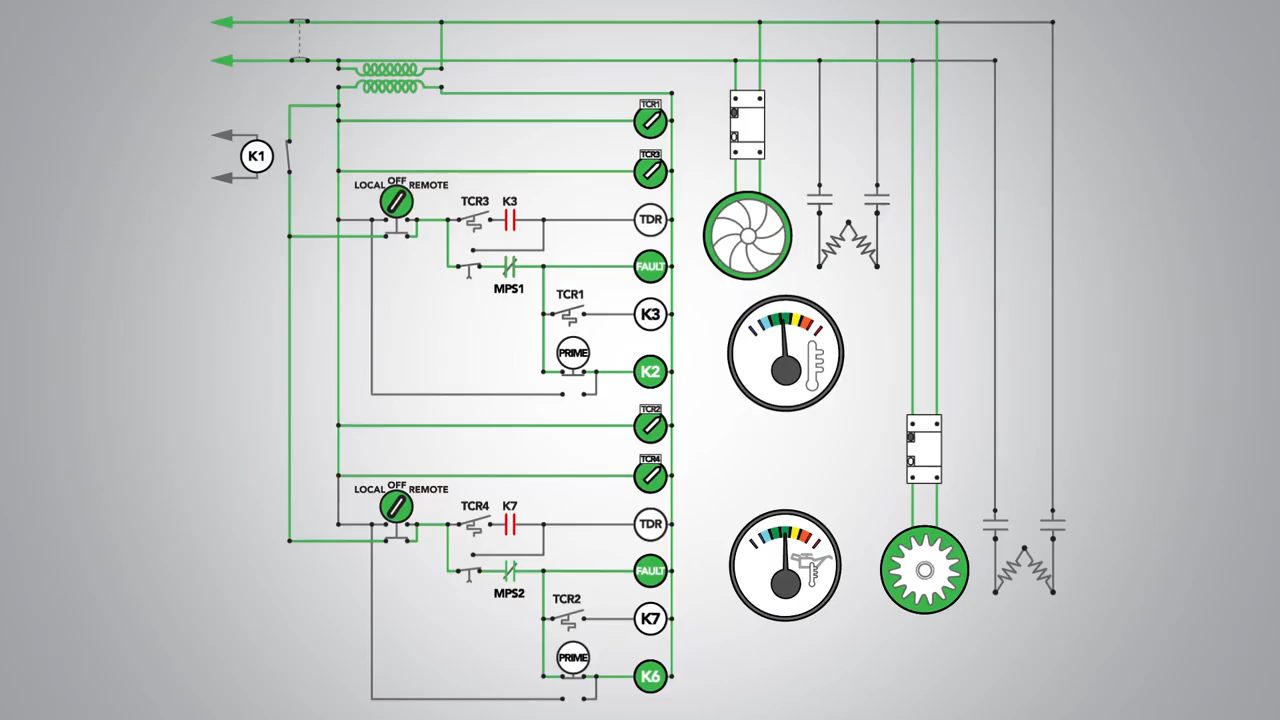 TCR1
K1
TCR3
LOCAL OFF REMOTE
TCR3 K3
TDR
FAULT
MPS1
TCR1
K3
PRIME
K2
TCR2
TCR4
LOCAL OFF REMOTE
TCR4 K7
TDR
FAULT
MPS2
TCR2
K7
PRIME
K6